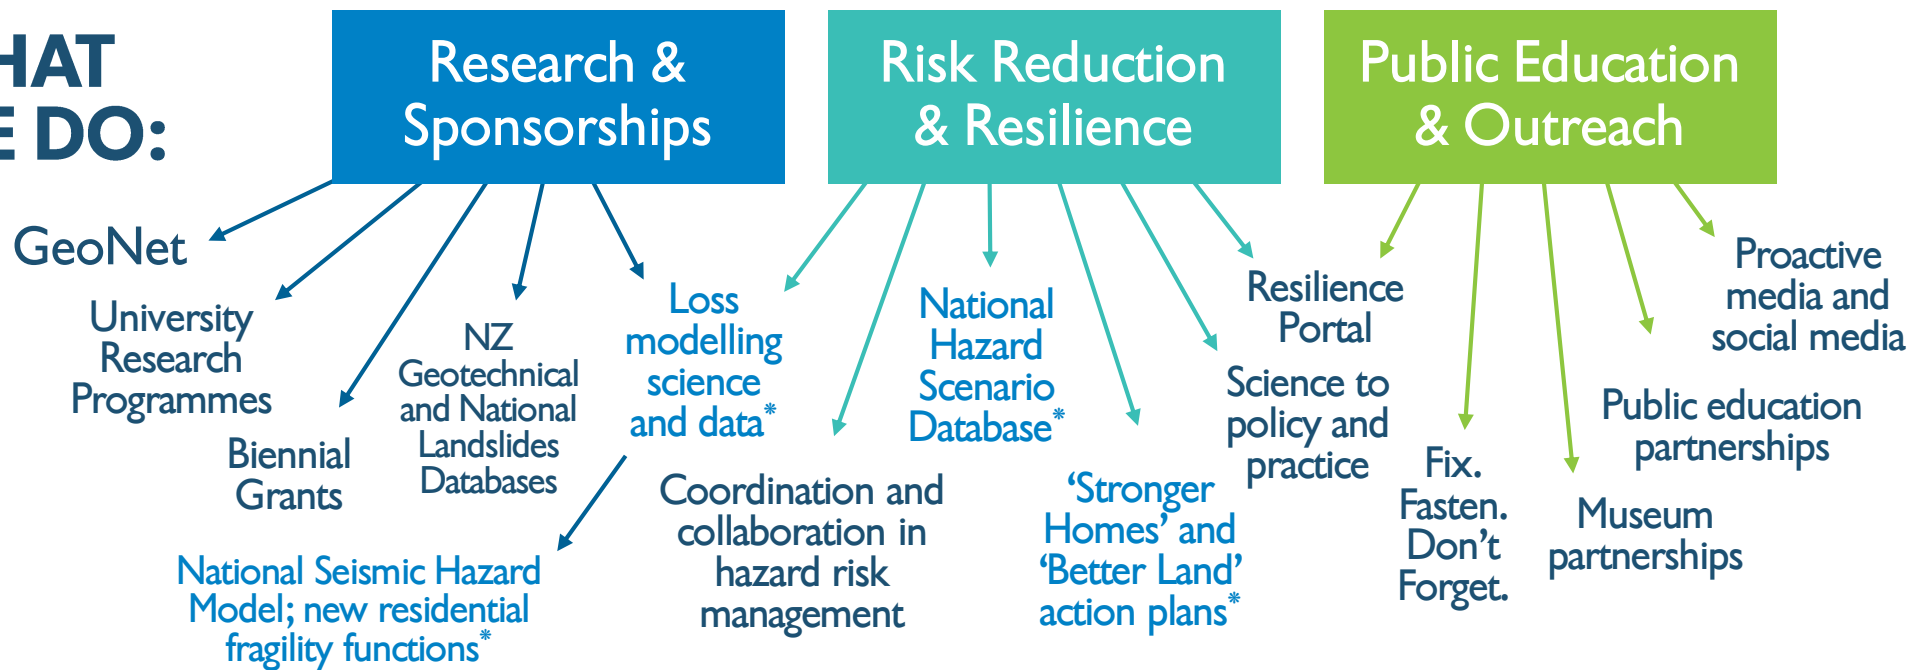 HAT
E DO:
Research &
Sponsorships
Risk Reduction
& Resilience
Public Education
& Outreach
GeoNet
University
Research
Programmes
Biennial
Grants
NZ
Geotechnical
and National
Landslides
Databases
Loss
modelling
science
and data*
National Seismic Hazard
Model; new residential
fragility functions*
Coordination and
collaboration in
hazard risk
management
National
Hazard
Scenario
Database*
‘Stronger
Homes’ and
‘Better Land’
action plans*
Science to
policy and
practice
Resilience
Portal
Fix.
Fasten.
Don’t
Forget.
Museum
partnerships
Public education
partnerships
Proactive
media and
social media